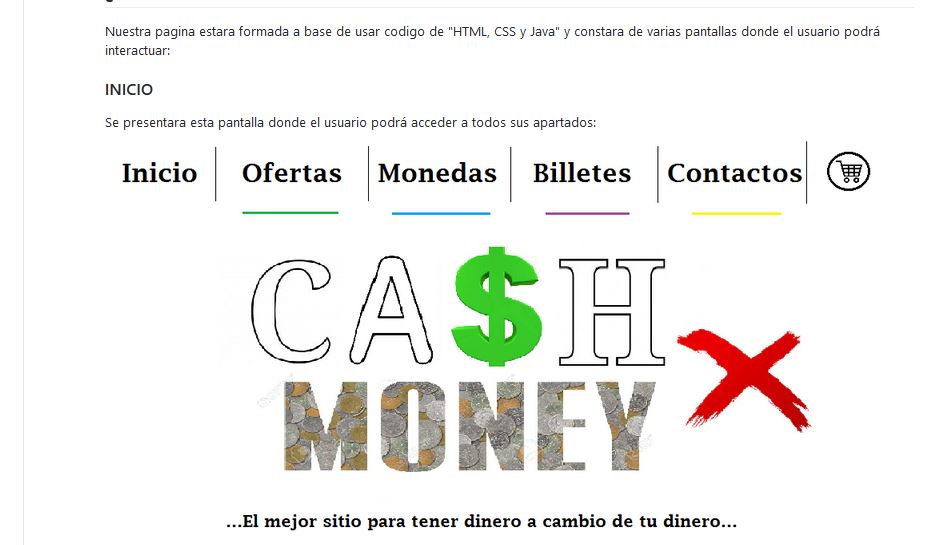 Nuestra pagina estara formada a base de usar codigo de "HTML, CSS y Java" y constara de varias pantallas donde el usuario podrá
interactuar:
INICIO
Se presentara esta pantalla donde el usuario podrá acceder a todos sus apartados:
Inicio Ofertas Monedas Billetes Contactos
CA$H
MONEY X
...El mejor sitio para tener dinero a cambio de tu dinero...